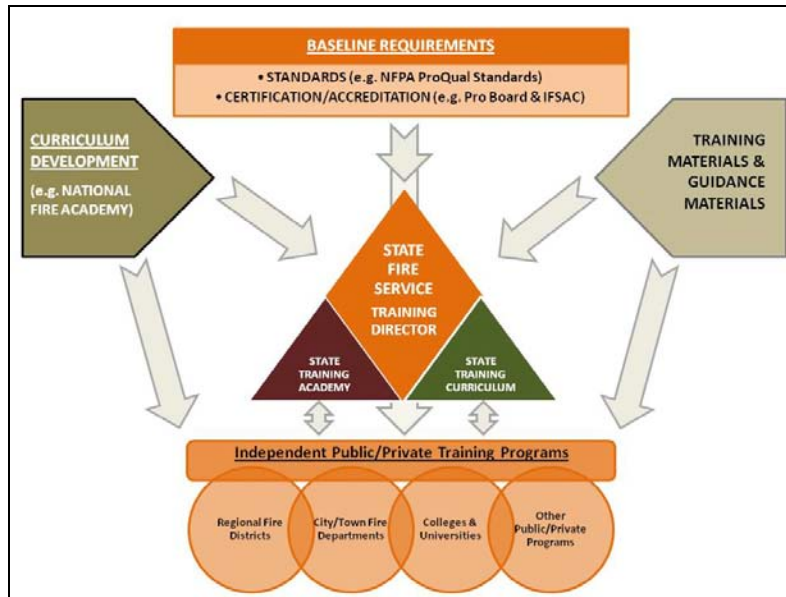 BASELINE REQUIREMENTS
• STANDARDS (e.g. NFPA ProQual Standards)
• CERTIFICATION/ACCREDITATION (e.g. Pro Board & IFSAC)
CURRICULUM
DEVELOPMENT
(e.g. NATIONAL
FIRE ACADEMY)
TRAINING
MATERIALS &
GUIDANCE
MATERIALS
STATE
FIRE
SERVICE
TRAINING
DIRECTOR
STATE
TRAINING
ACADEMY
STATE
TRAINING
CURRICULUM
Independent Public/Private Training Programs
Regional Fire
Districts
City/Town Fire
Departments
Colleges &
Universities
Other
Public/Private
Programs